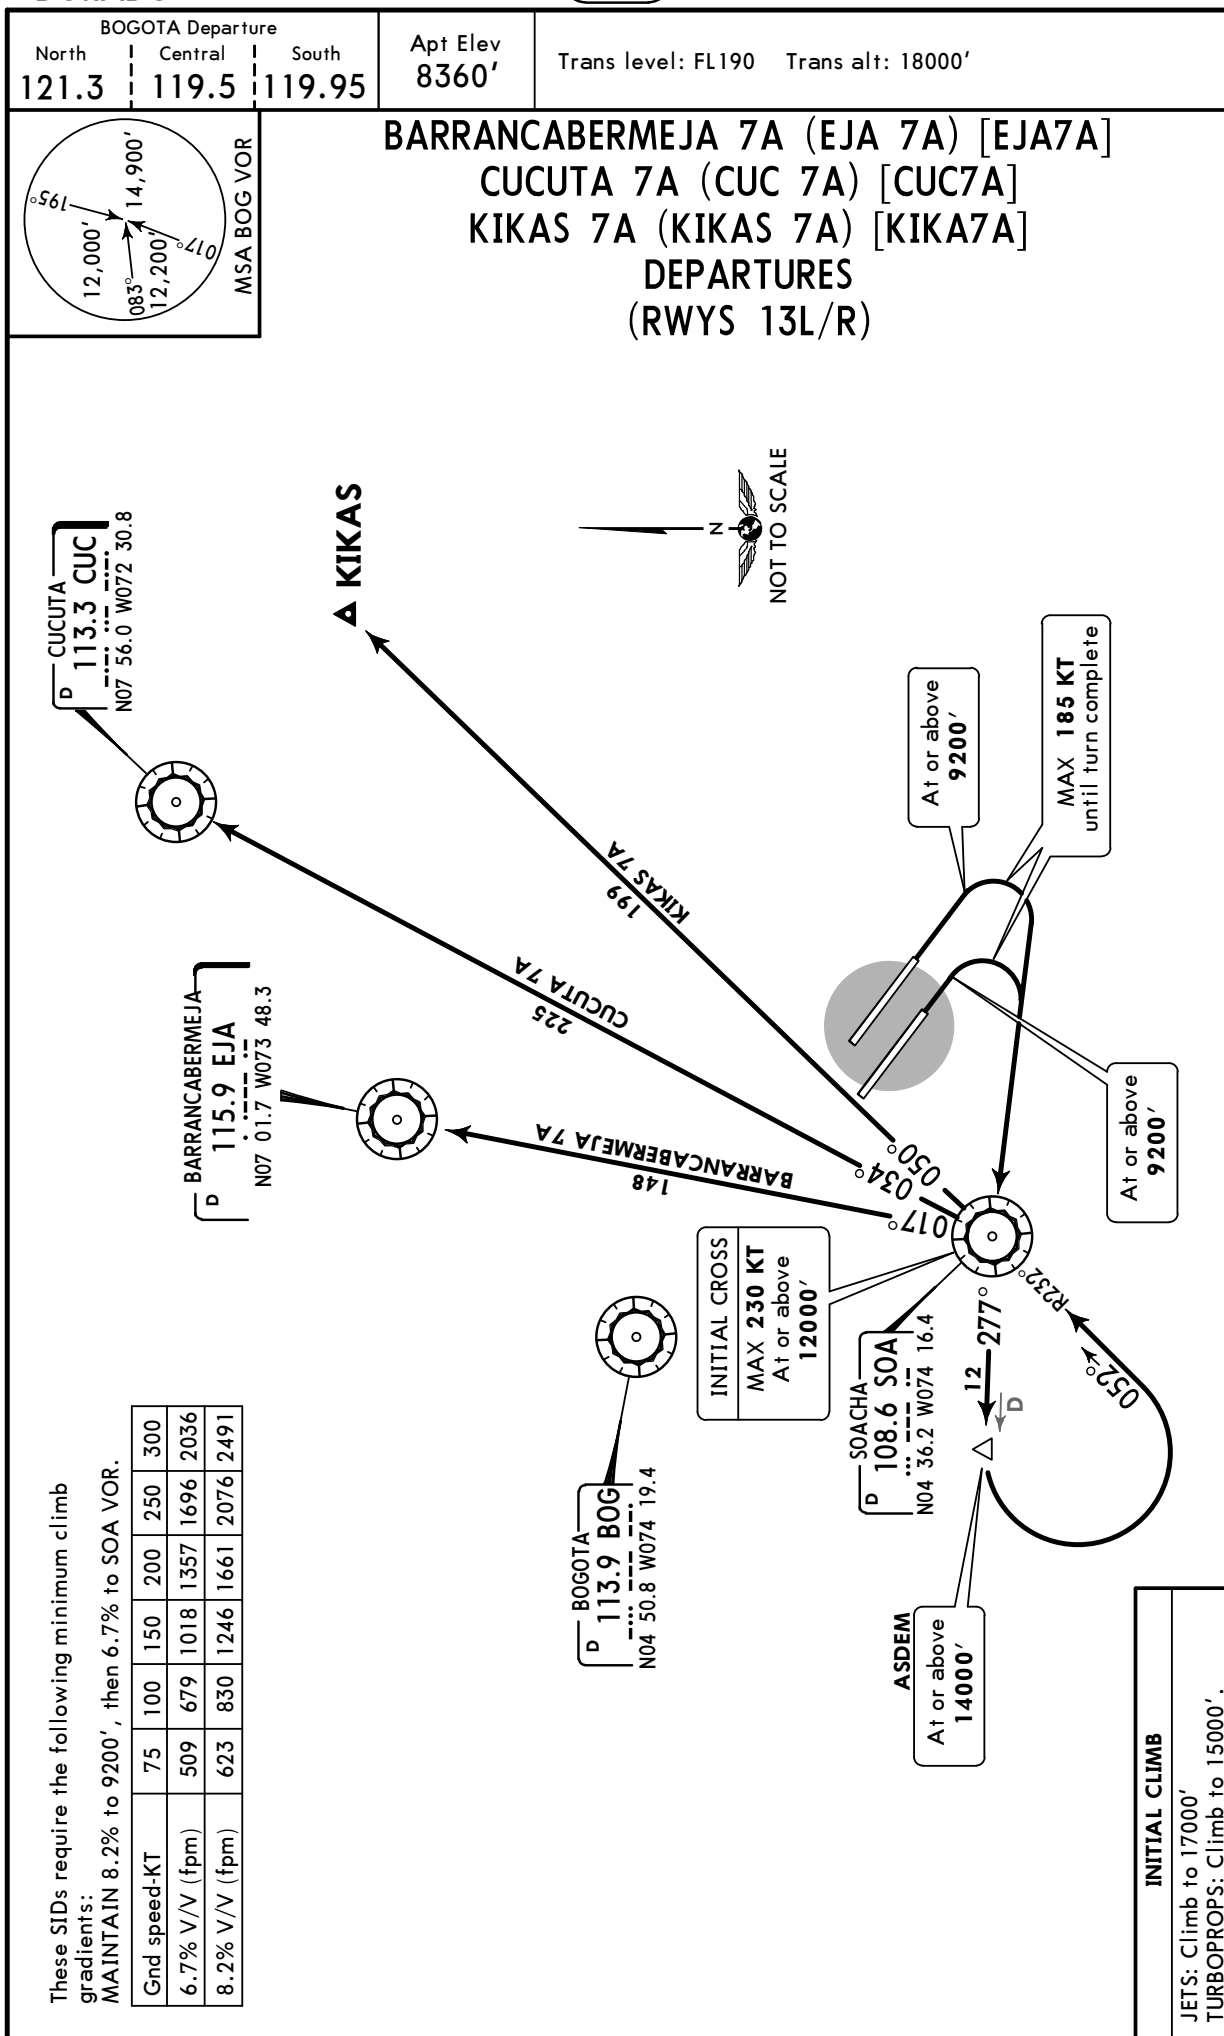 BOGOTA Departure
North
121.3
Central
119.5
South
119.95
Apt Elev
8360'
Trans level: FL190 Trans alt: 18000'
195°
14,900'
12,000'
083°
12,200'
017°
MSA BOG VOR
BARRANCABERMEJA 7A (EJA 7A) [EJA7A]
CUCUTA 7A (CUC 7A) [CUC7A]
KIKAS 7A (KIKAS 7A) [KIKA7A]
DEPARTURES
(RWYS 13L/R)
N
NOT TO SCALE
CUCUTA
D 113.3 CUC
N07 56.0 W072 30.8
KIKAS
BARRANCABERMEJA
D 115.9 EJA
N07 01.7 W073 48.3
KIKAS 7A
199
050°
CUCUTA 7A
225
034°
BARRANCABERMEJA 7A
148
017°
At or above
9200'
MAX 185 KT
until turn complete
At or above
9200'
INITIAL CROSS
MAX 230 KT
At or above
12000'
SOACHA
D 108.6 SOA
N04 36.2 W074 16.4
BOGOTA
D 113.9 BOG
N04 50.8 W074 19.4
277°
12
D
R232°
052°
ASDEM
At or above
14000'
These SIDs require the following minimum climb
gradients:
MAINTAIN 8.2% to 9200', then 6.7% to SOA VOR.
Gnd speed-KT 75 100 150 200 250 300
6.7% V/V (fpm) 509 679 1018 1357 1696 2036
8.2% V/V (fpm) 623 830 1246 1661 2076 2491
INITIAL CLIMB
JETS: Climb to 17000'
TURBOPROPS: Climb to 15000'.